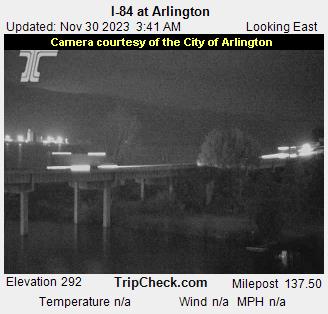 I-84 at Arlington
Updated: Nov 30 2023 3:41 AM Looking East
Camera courtesy of the City of Arlington
Elevation 292 TripCheck.com Milepost 137.50
Temperature n/a Wind n/a MPH n/a